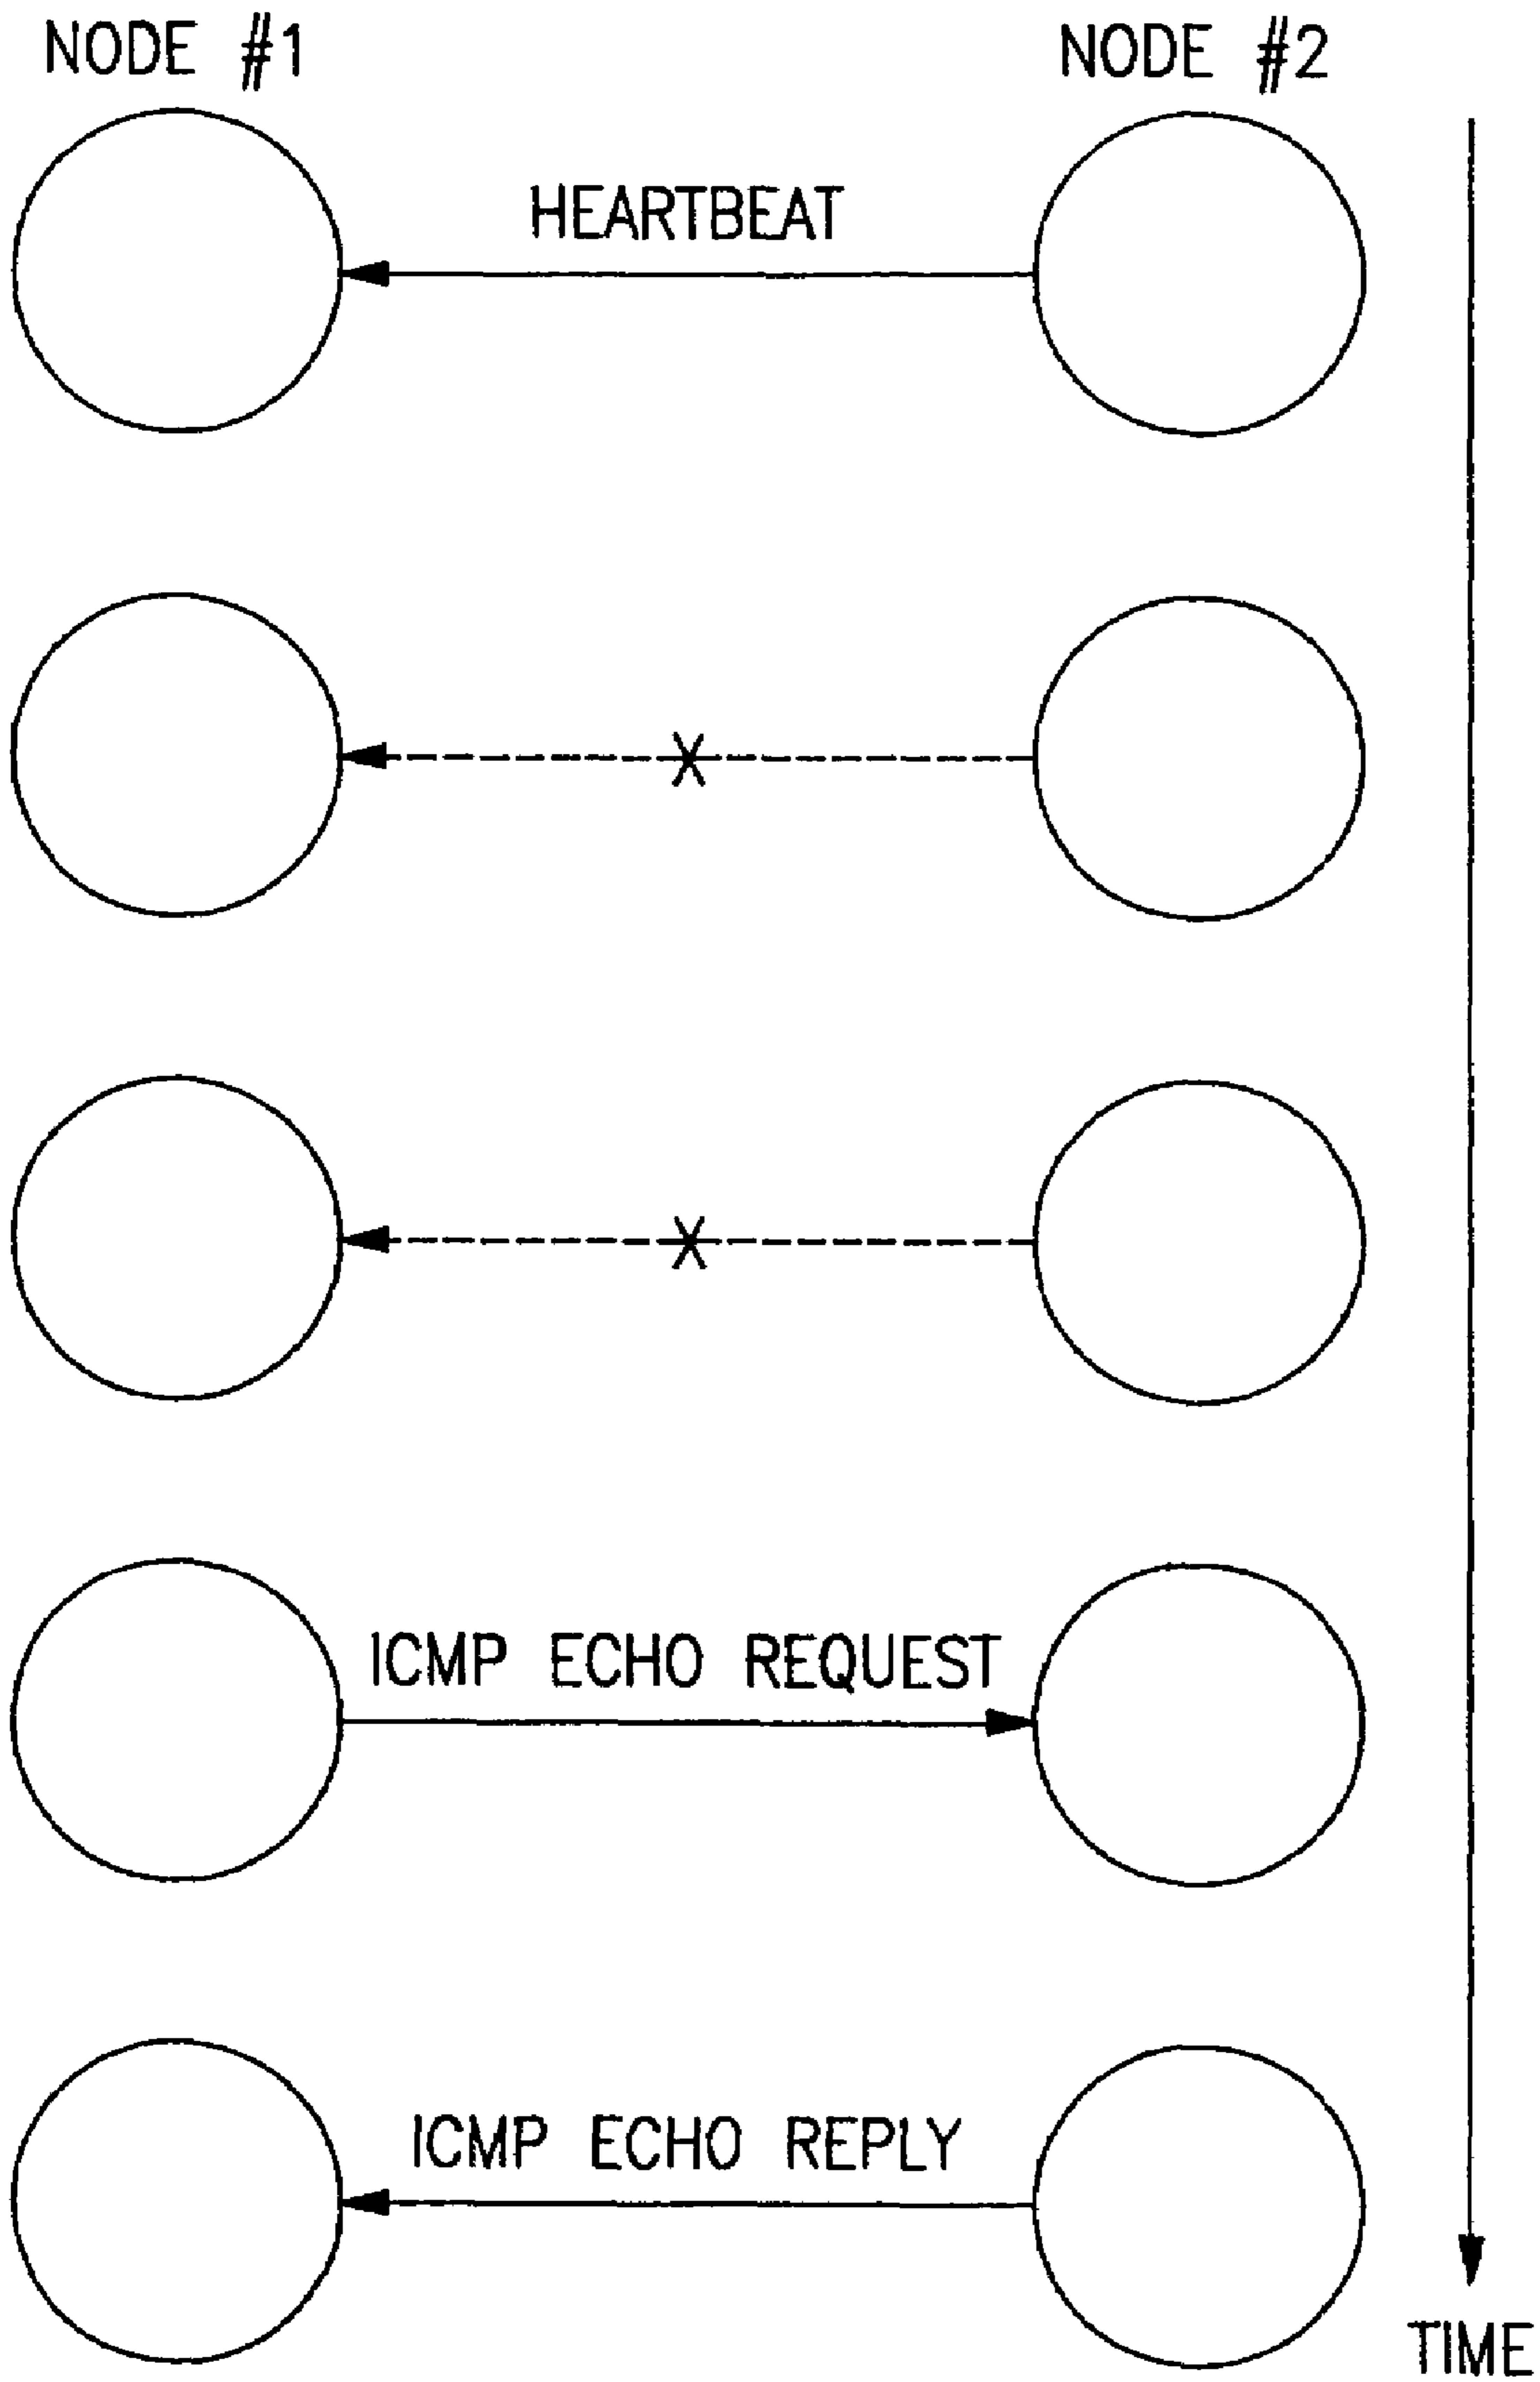 NODE #1
NODE #2
HEARTBEAT
X
X
ICMP ECHO REQUEST
ICMP ECHO REPLY
TIME